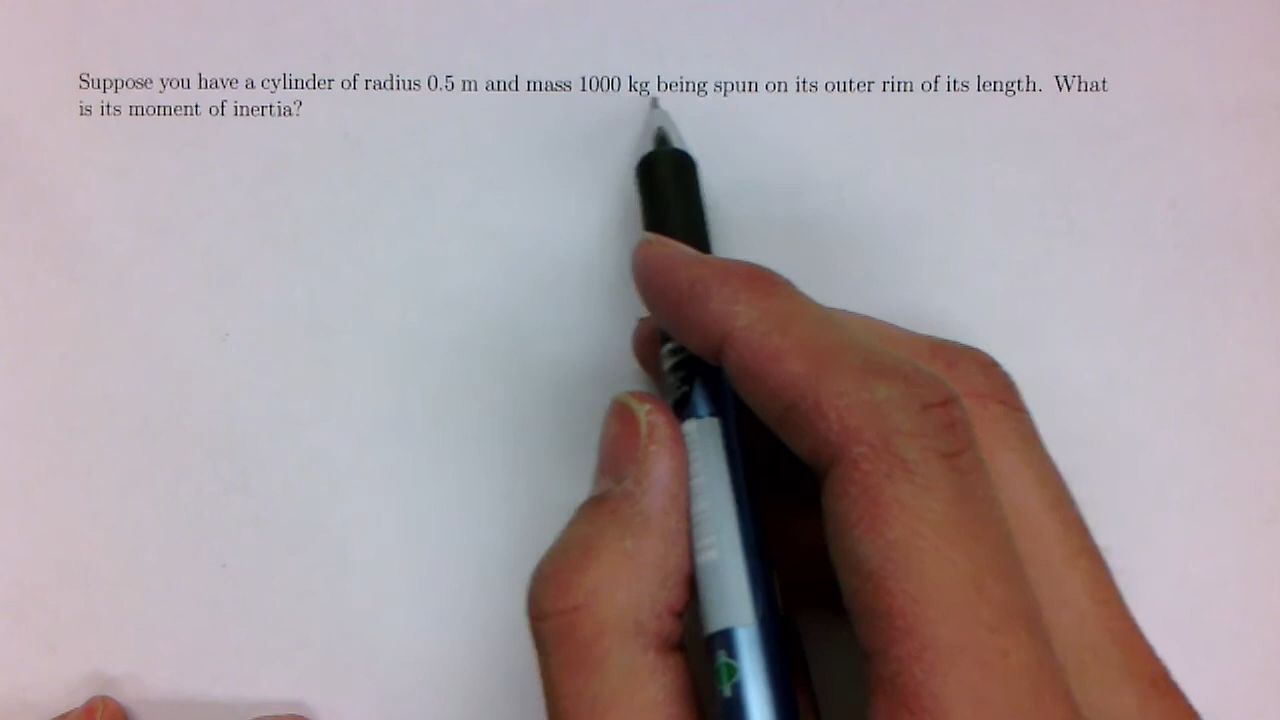 Suppose you have a cylinder of radius 0.5 m and mass 1000 kg being spun on its outer rim of its length. What
is its moment of inertia?